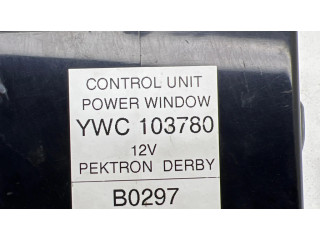 CONTROL UNIT
POWER WINDOW
YWC 103780
12V
PEKTRON DERBY
B0297